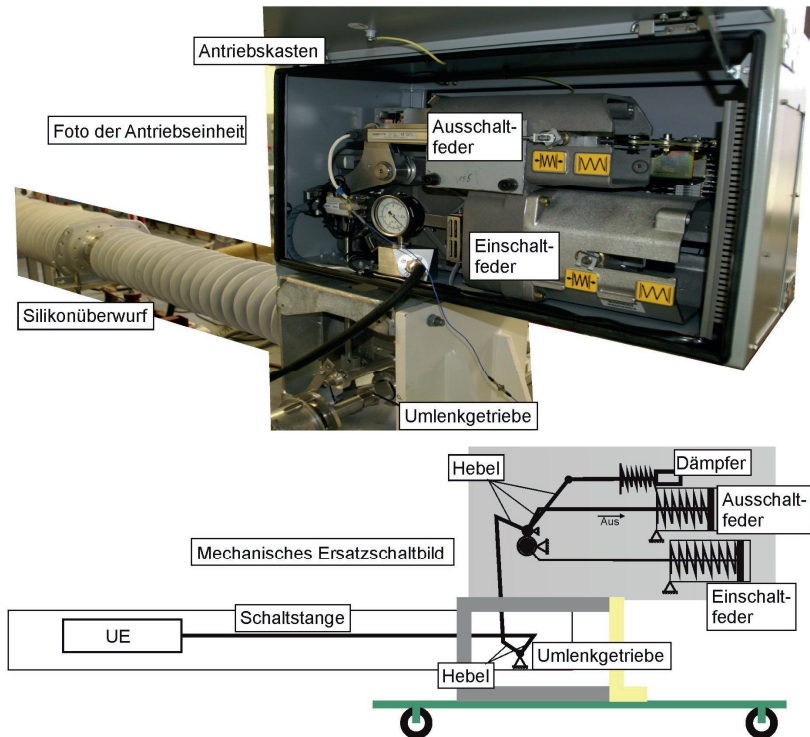 Antriebskasten
Foto der Antriebseinheit
Ausschalt-
feder
Einschalt-
feder
Silikonüberwurf
Umlenkgetriebe
Hebel
Dämpfer
Ausschalt-
feder
Aus
Mechanisches Ersatzschaltbild
Einschalt-
feder
Schaltstange
UE
Hebel
Umlenkgetriebe